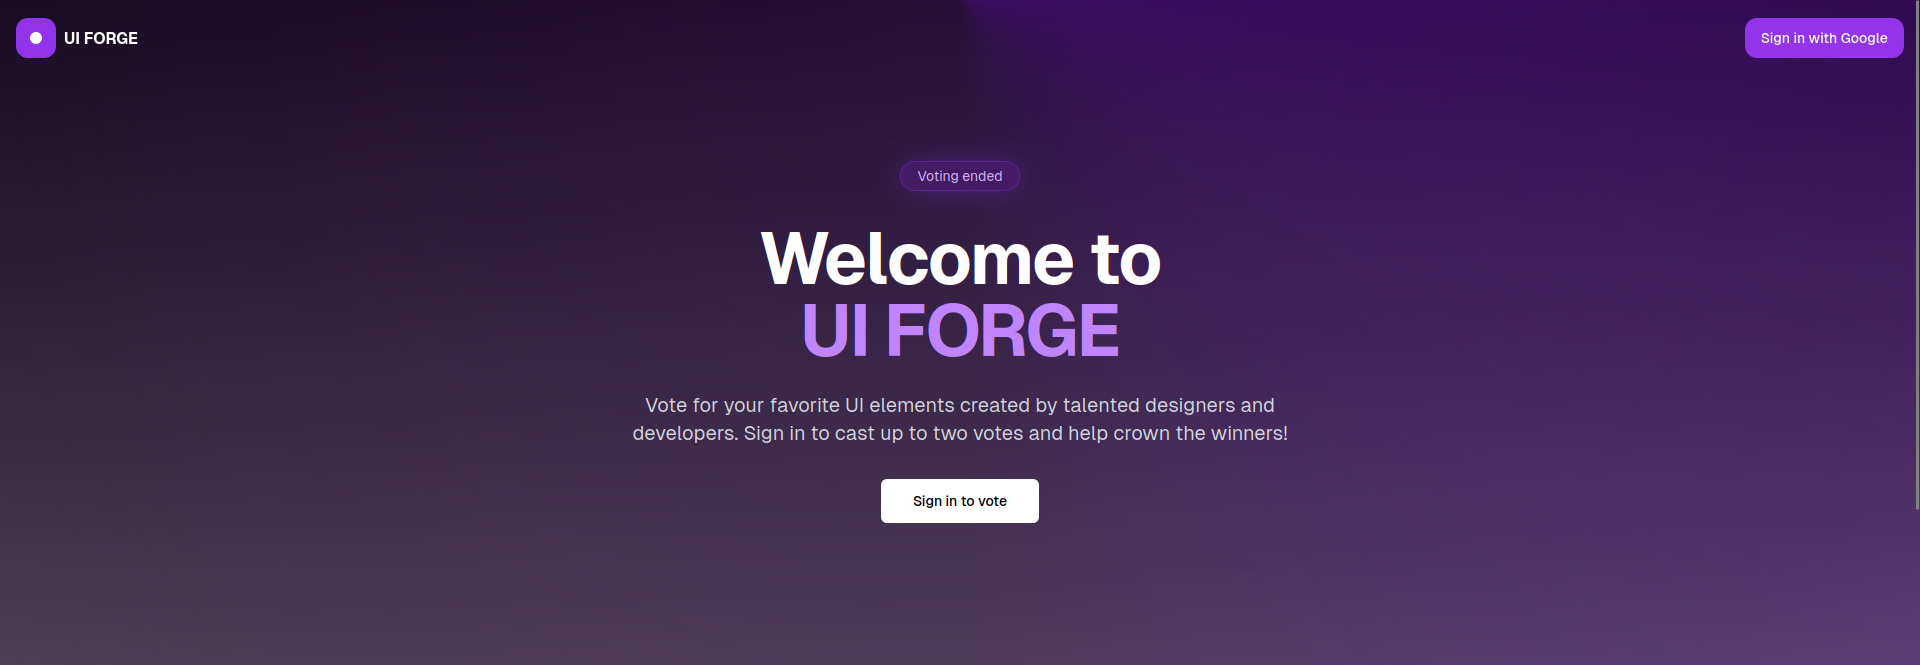 UI FORGE
Sign in with Google
Voting ended
Welcome to
UI FORGE
Vote for your favorite UI elements created by talented designers and
developers. Sign in to cast up to two votes and help crown the winners!
Sign in to vote